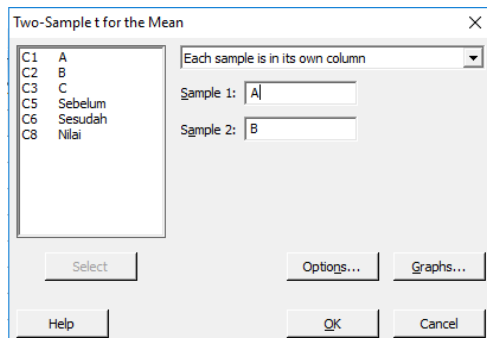 Two-Sample t for the Mean
C1 A
C2 B
C3 C
C5 Sebelum
C6 Sesudah
C8 Nilai
Each sample is in its own column
Sample 1: A
Sample 2: B
Select
Options...
Graphs...
Help
OK
Cancel